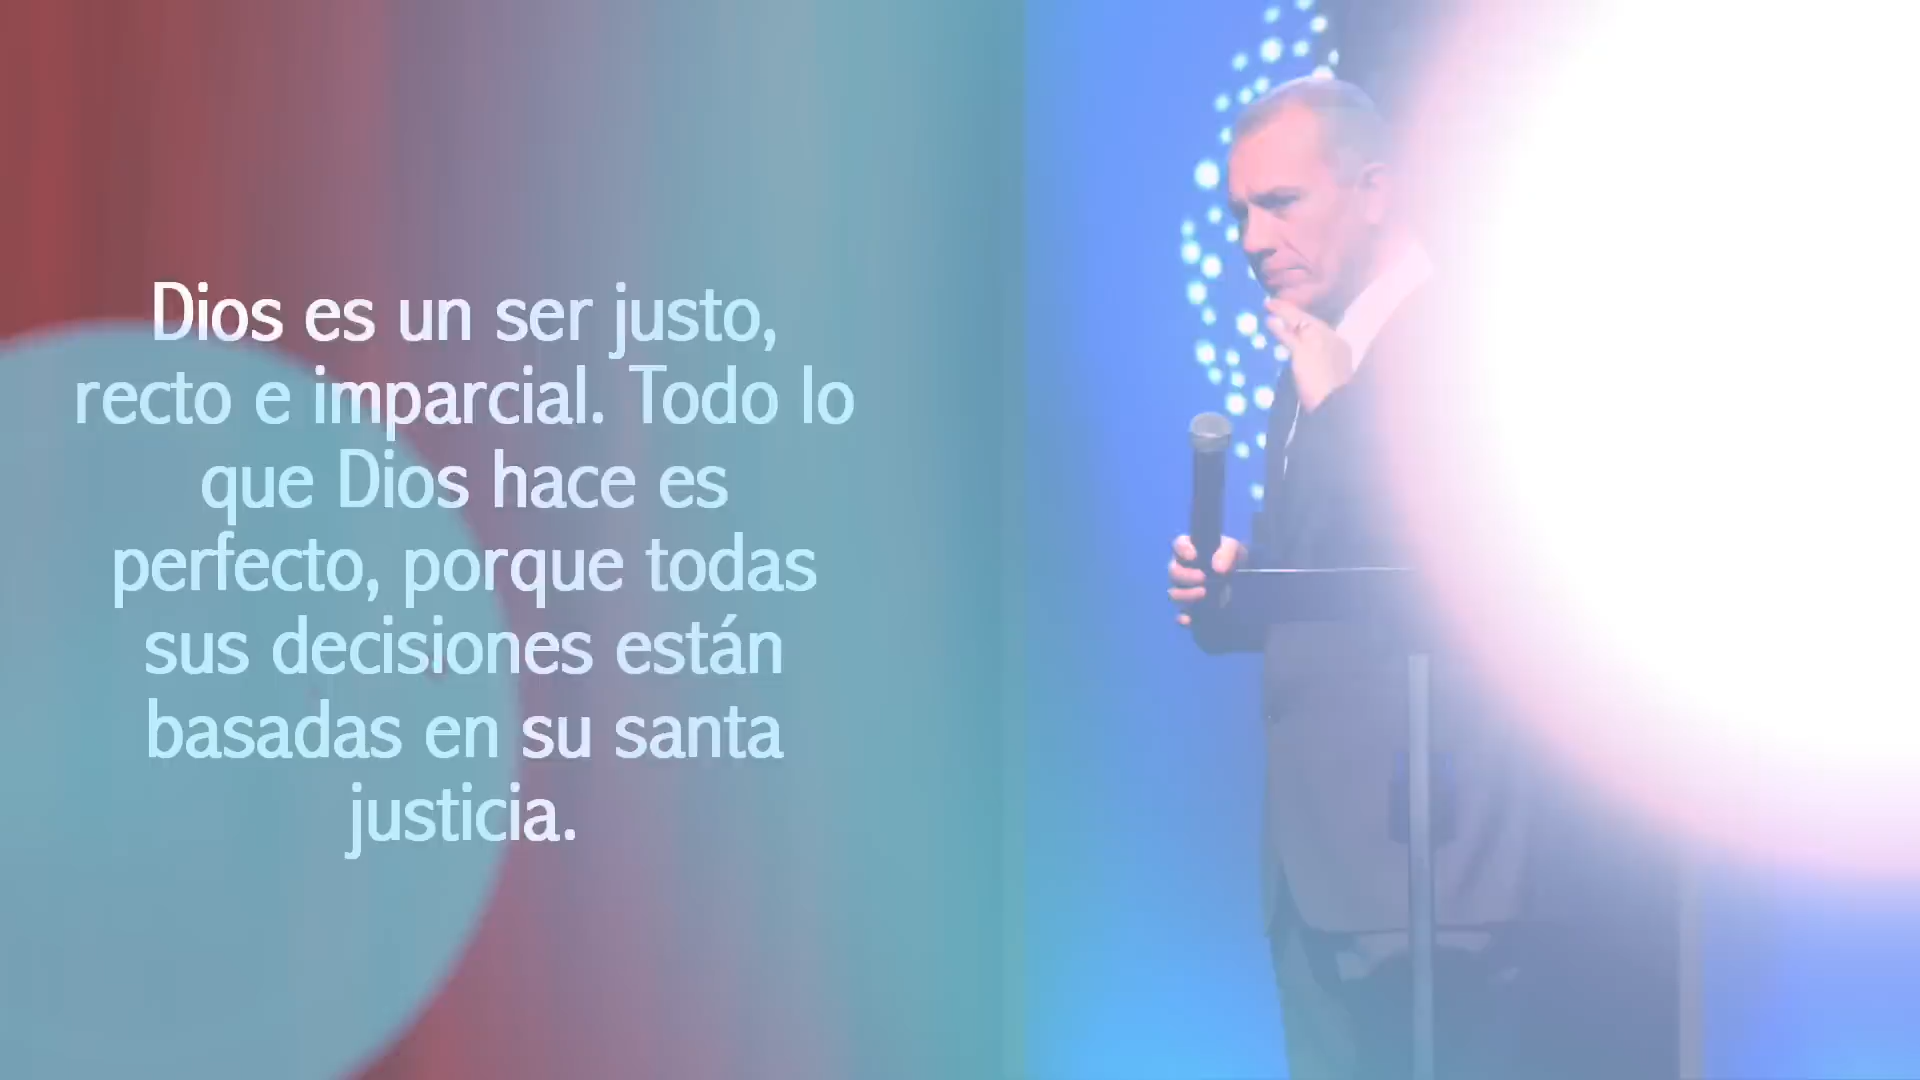 Dios es un ser justo,
recto e imparcial. Todo lo
que Dios hace es
perfecto, porque todas
sus decisiones están
basadas en su santa
justicia.